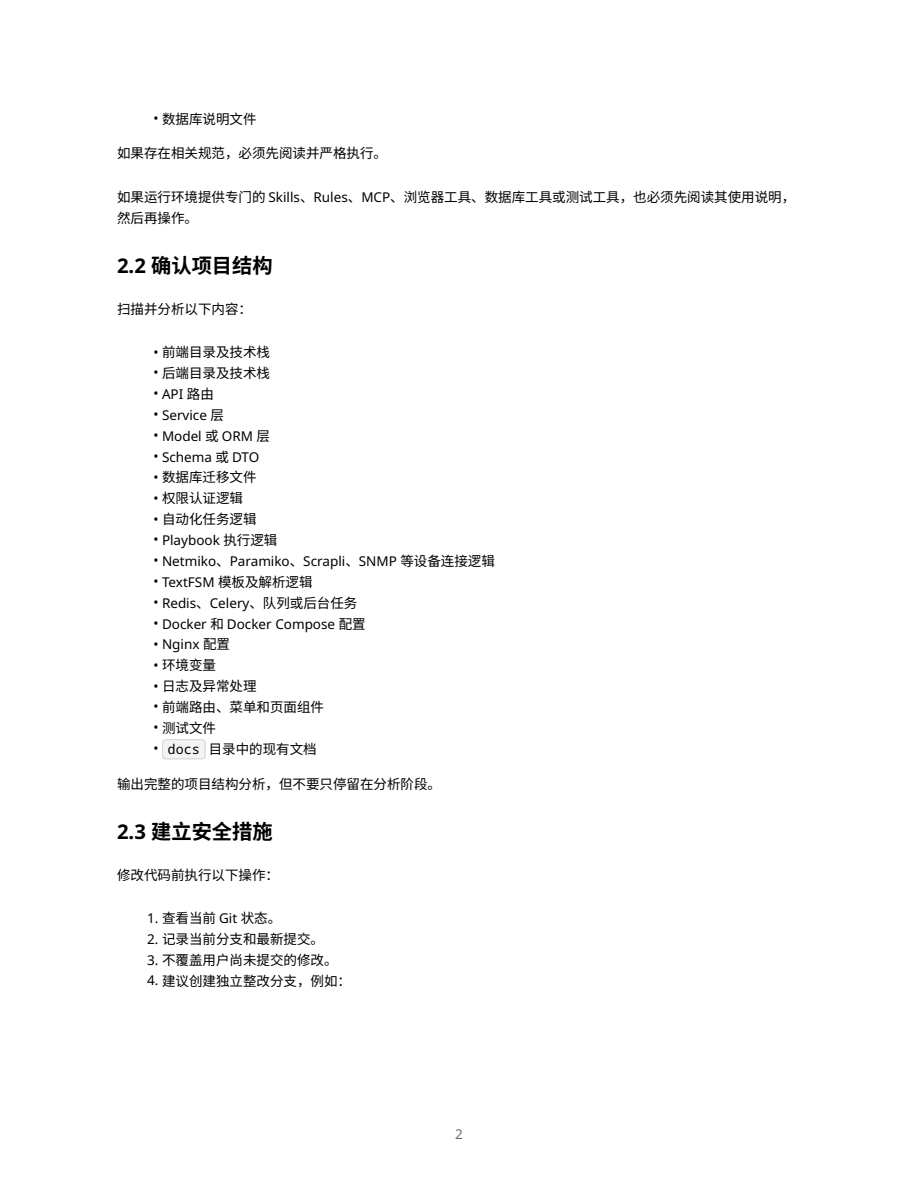 • 数据库说明文件
如果存在相关规范，必须先阅读并严格执行。
如果运行环境提供专门的 Skills、Rules、MCP、浏览器工具、数据库工具或测试工具，也必须先阅读其使用说明，
然后再操作。
2.2 确认项目结构
扫描并分析以下内容：
• 前端目录及技术栈
• 后端目录及技术栈
• API 路由
• Service 层
• Model 或 ORM 层
• Schema 或 DTO
• 数据库迁移文件
• 权限认证逻辑
• 自动化任务逻辑
• Playbook 执行逻辑
• Netmiko、Paramiko、Scrapli、SNMP 等设备连接逻辑
• TextFSM 模板及解析逻辑
• Redis、Celery、队列或后台任务
• Docker 和 Docker Compose 配置
• Nginx 配置
• 环境变量
• 日志及异常处理
• 前端路由、菜单和页面组件
• 测试文件
• docs 目录中的现有文档
输出完整的项目结构分析，但不要只停留在分析阶段。
2.3 建立安全措施
修改代码前执行以下操作：
1. 查看当前 Git 状态。
2. 记录当前分支和最新提交。
3. 不覆盖用户尚未提交的修改。
4. 建议创建独立整改分支，例如：
2